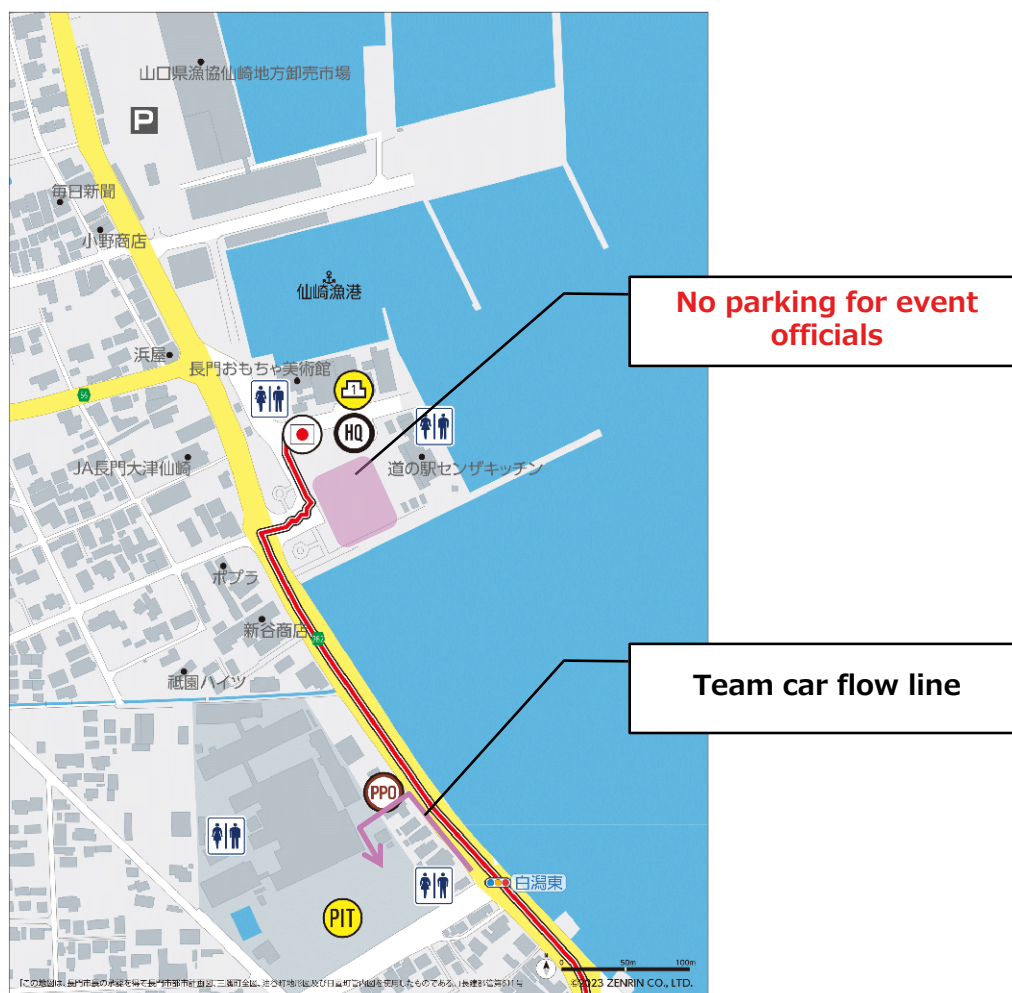 山口県漁協仙崎地方卸売市場
P
毎日新聞
小野商店
仙崎漁港
No parking for event
officials
浜屋
長門おもちゃ美術館
1
56
HQ
JA長門大津仙崎
道の駅センザキッチン
ポプラ
新谷商店
282
祗園ハイツ
Team car flow line
PPO
白潟東
PIT
0 50m 100m
©2023 ZENRIN CO., LTD.